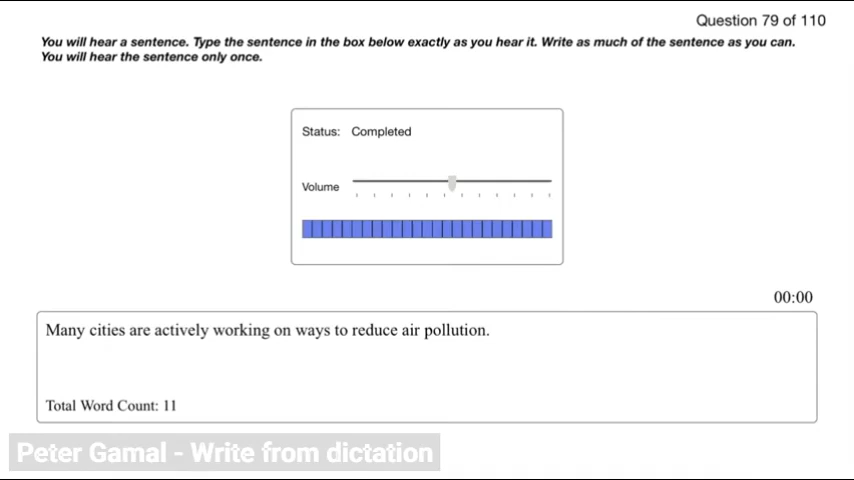 Question 79 of 110
You will hear a sentence. Type the sentence in the box below exactly as you hear it. Write as much of the sentence as you can.
You will hear the sentence only once.
Status: Completed
Volume
00:00
Many cities are actively working on ways to reduce air pollution.
Total Word Count: 11
Peter Gamal - Write from dictation